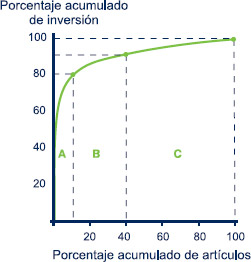 Porcentaje acumulado
de inversión
100
80
60
40
20
A B C
20 40 60 80 100
Porcentaje acumulado de artículos